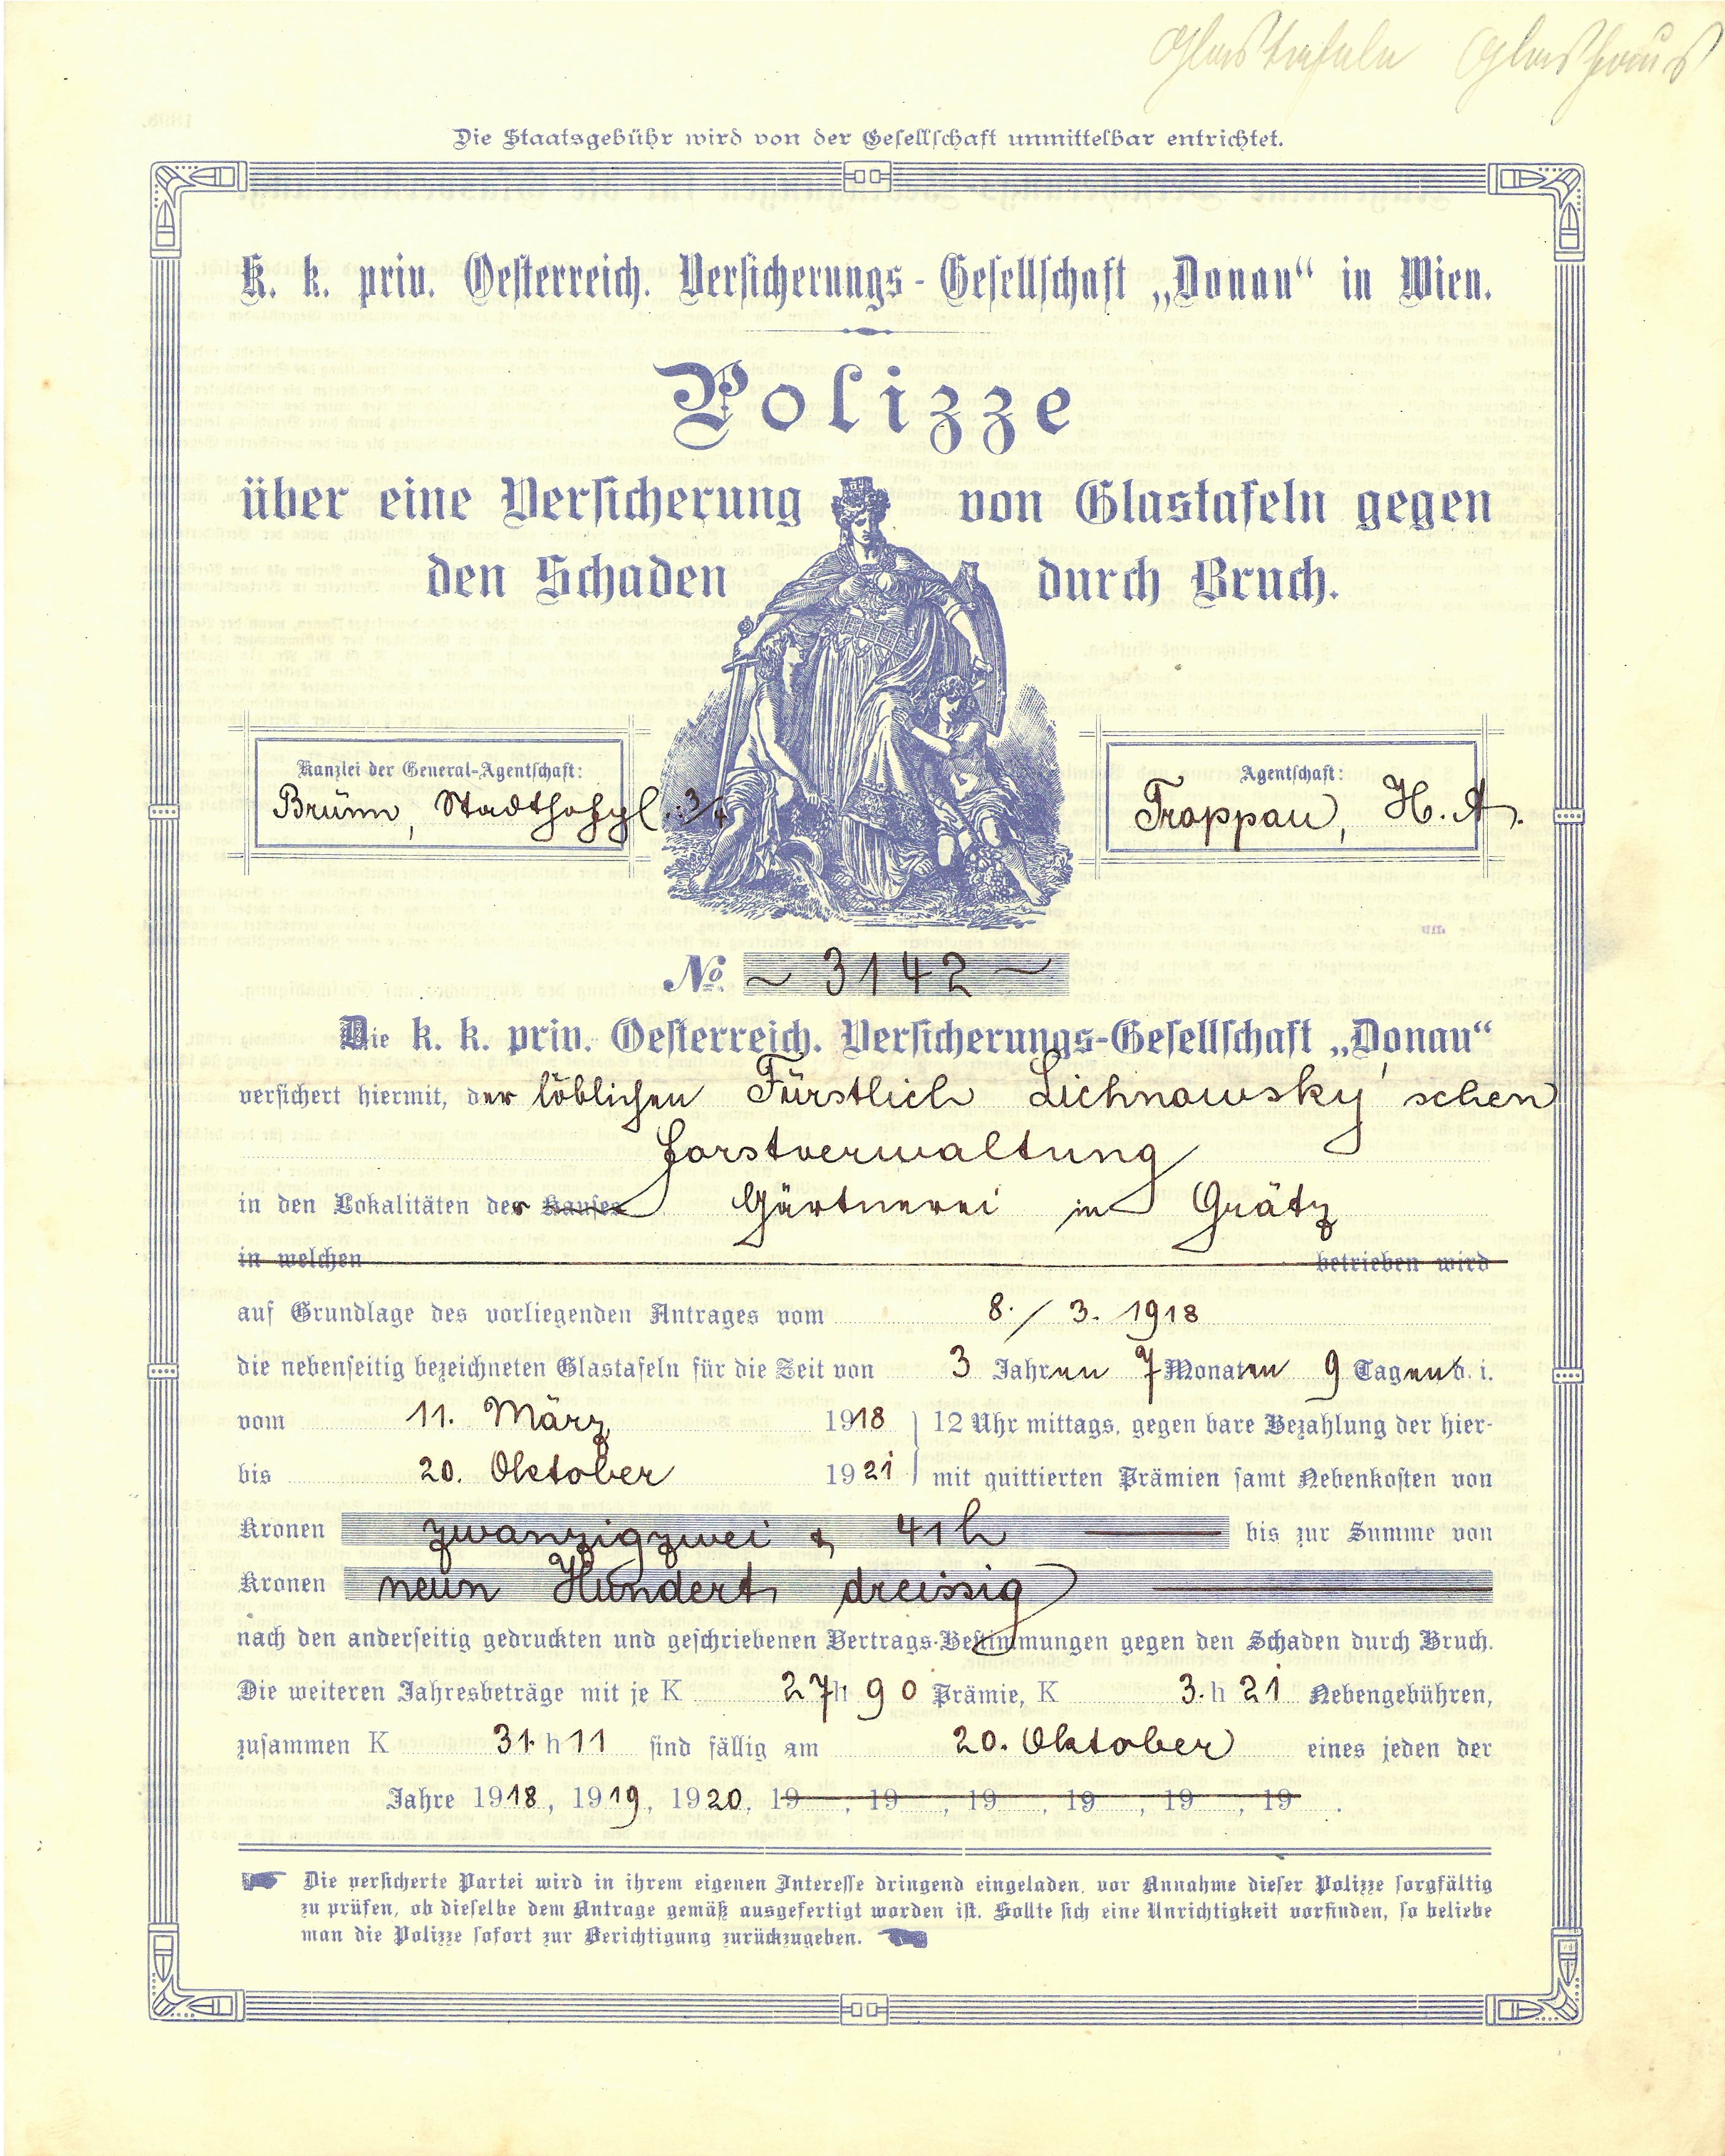 Glastafeln Glashaus
Die Staatsgebühr wird von der Gesellschaft unmittelbar entrichtet.
K. k. priv. Oesterreich. Versicherungs-Gesellschaft „Donau“ in Wien.
Polizze
über eine Versicherung von Glastafeln gegen
den Schaden durch Bruch.
Kanzlei der General-Agentschaft:
Brünn, Stadthofpl. 3/4
Agentschaft:
Troppau, H. A.
No. ~ 3142 ~
Die k. k. priv. Oesterreich. Versicherungs-Gesellschaft „Donau“
versichert hiermit, der löblichen Fürstlich Lichnowsky'schen
Forstverwaltung
in den Lokalitäten der Hauses Gärtnerei in Grätz
in welchen betrieben wird
auf Grundlage des vorliegenden Antrages vom 8./3. 1918
die nebenseitig bezeichneten Glastafeln für die Zeit von 3 Jahren 7 Monaten 9 Tagen d. i.
vom 11. März 1918 12 Uhr mittags, gegen bare Bezahlung der hier-
bis 20. Oktober 1921 mit quittierten Prämien samt Nebenkosten von
Kronen zwanzigzwei & 41 h bis zur Summe von
Kronen neun Hundert dreissig
nach den anderseitig gedruckten und geschriebenen Vertrags-Bestimmungen gegen den Schaden durch Bruch.
Die weiteren Jahresbeträge mit je K 27 h 90 Prämie, K 3. h 21 Nebengebühren,
zusammen K 31 h 11 sind fällig am 20. Oktober eines jeden der
Jahre 1918, 1919, 1920, 19 , 19 , 19 , 19 , 19 , 19 .
Die versicherte Partei wird in ihrem eigenen Interesse dringend eingeladen, vor Annahme dieser Polizze sorgfältig
zu prüfen, ob dieselbe dem Antrage gemäß ausgefertigt worden ist. Sollte sich eine Unrichtigkeit vorfinden, so beliebe
man die Polizze sofort zur Berichtigung zurückzugeben.